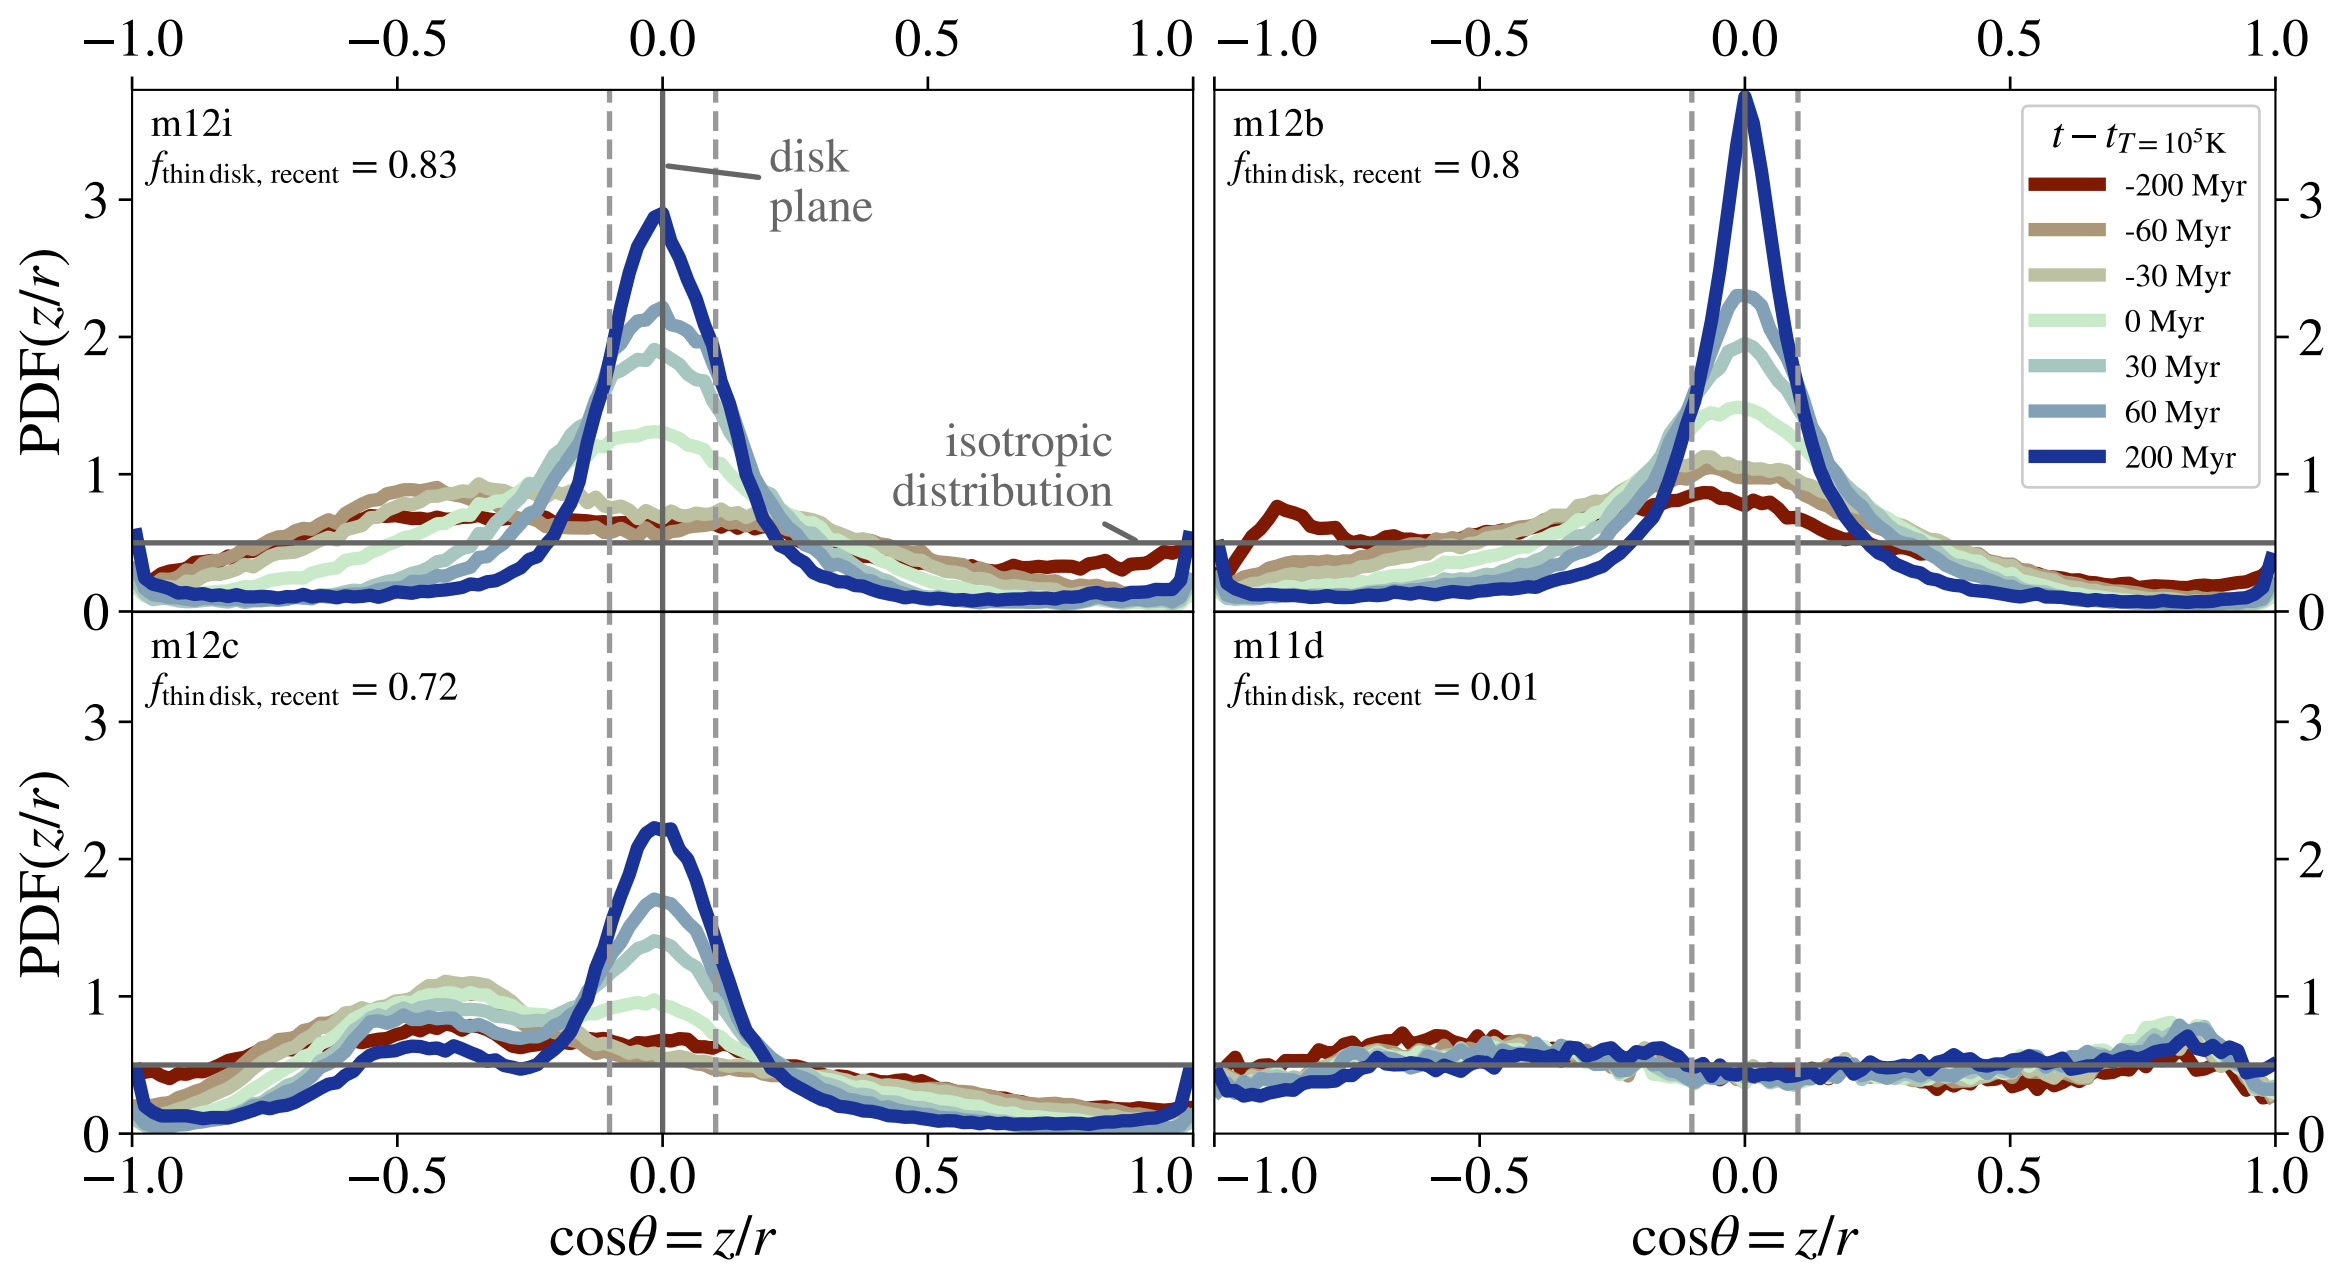 −1.0 −0.5 0.0 0.5 1.0 −1.0 −0.5 0.0 0.5 1.0
m12i
f_thin disk, recent = 0.83
disk
plane
isotropic
distribution
PDF(z/r)
3
2
1
0
m12b
f_thin disk, recent = 0.8
t − t_T=10⁵K
-200 Myr
-60 Myr
-30 Myr
0 Myr
30 Myr
60 Myr
200 Myr
3
2
1
0
m12c
f_thin disk, recent = 0.72
PDF(z/r)
3
2
1
0
m11d
f_thin disk, recent = 0.01
3
2
1
0
−1.0 −0.5 0.0 0.5 1.0 −1.0 −0.5 0.0 0.5 1.0
cosθ = z/r
cosθ = z/r